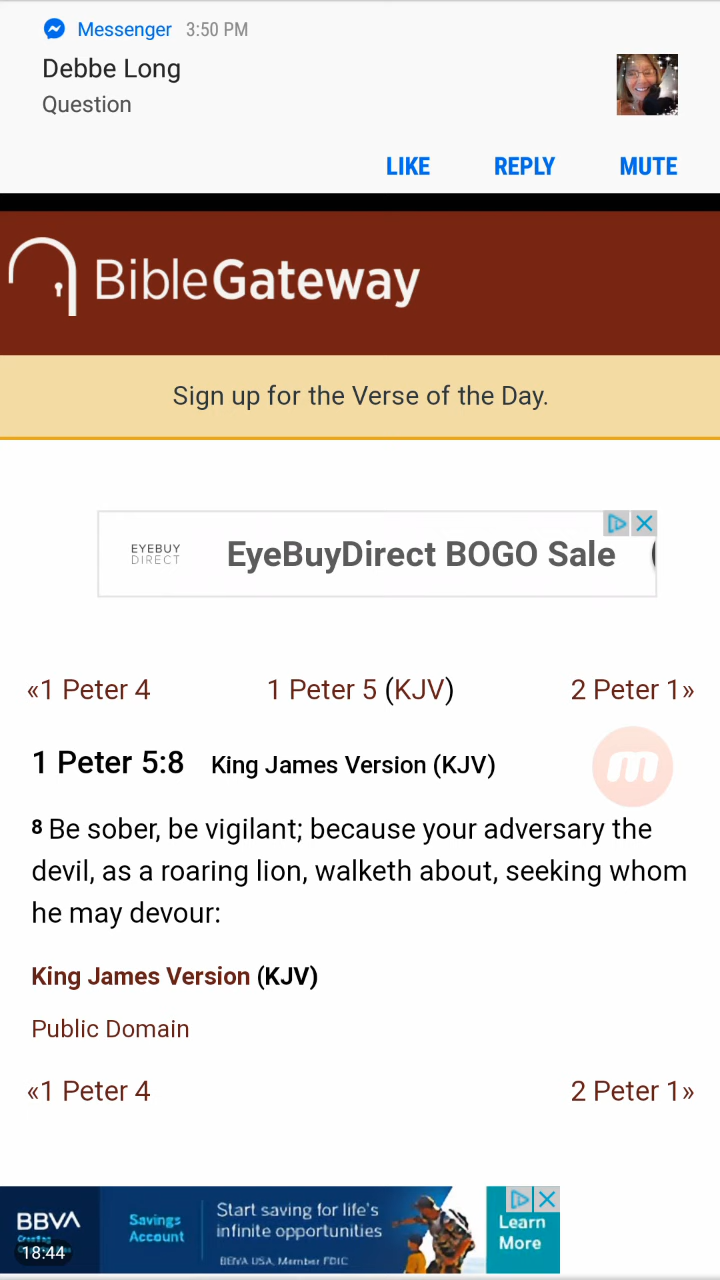 Messenger 3:50 PM
Debbe Long
Question
LIKE REPLY MUTE
BibleGateway
Sign up for the Verse of the Day.
EYEBUY
DIRECT
EyeBuyDirect BOGO Sale
«1 Peter 4 1 Peter 5 (KJV) 2 Peter 1»
1 Peter 5:8 King James Version (KJV)
m
8 Be sober, be vigilant; because your adversary the
devil, as a roaring lion, walketh about, seeking whom
he may devour:
King James Version (KJV)
Public Domain
«1 Peter 4 2 Peter 1»
BBVA
Creating
18:44
Savings
Account
Start saving for life's
infinite opportunities
BBVA USA, Member FDIC
Learn
More